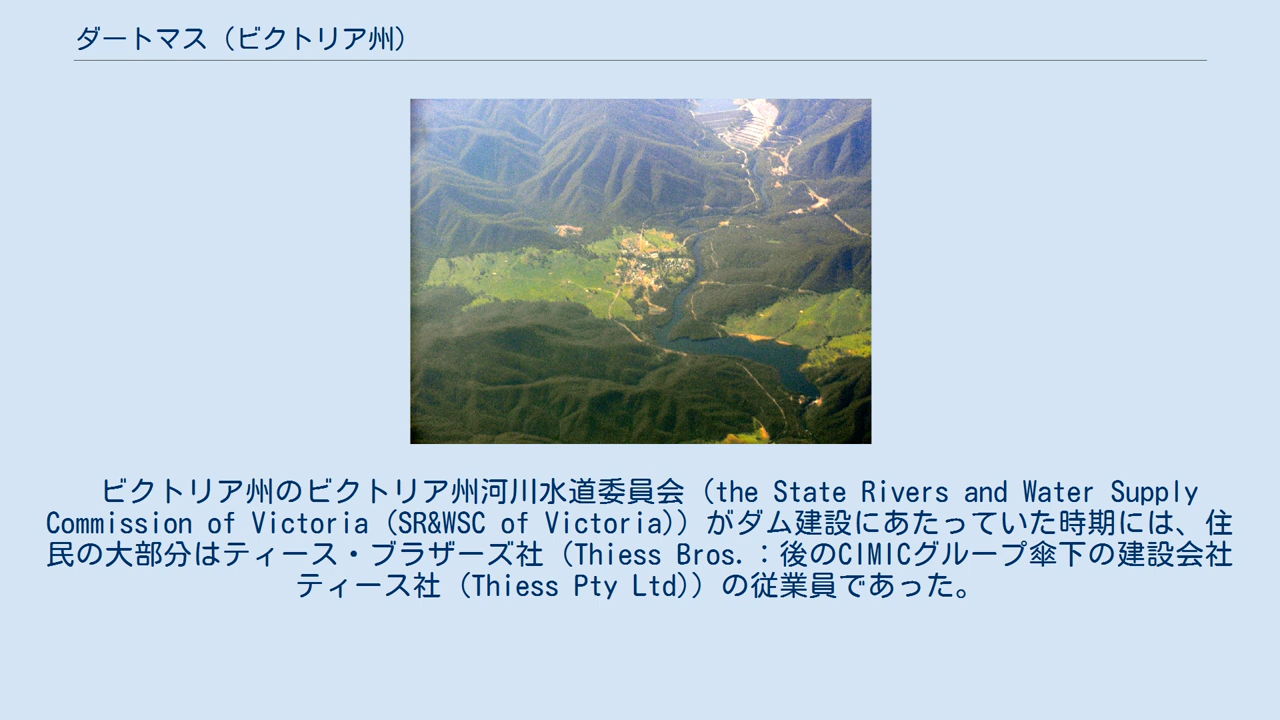 ダートマス（ビクトリア州）
ビクトリア州のビクトリア州河川水道委員会（the State Rivers and Water Supply
Commission of Victoria（SR&WSC of Victoria)）がダム建設にあたっていた時期には、住
民の大部分はティース・ブラザーズ社（Thiess Bros.：後のCIMICグループ傘下の建設会社
ティース社（Thiess Pty Ltd)）の従業員であった。